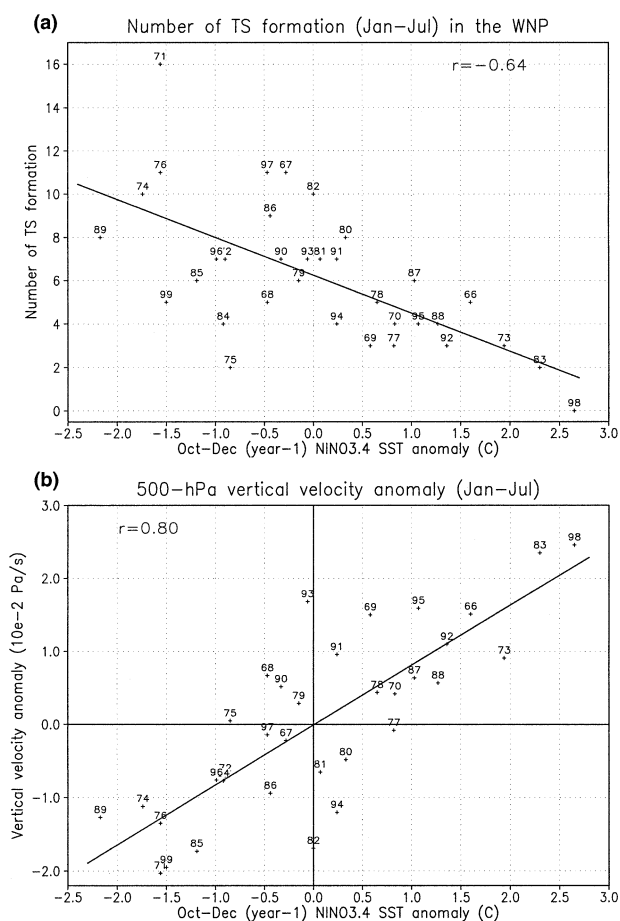 (a) Number of TS formation (Jan-Jul) in the WNP
r=-0.64
Number of TS formation
16
14
12
10
8
6
4
2
0
71
76 97 67
74 82
86
89 80
96 2 90 93 81 91
85 79 87
99 68 78 66
84 94 70 95 88
69 77 92 73
75 83
98
-2.5 -2.0 -1.5 -1.0 -0.5 0.0 0.5 1.0 1.5 2.0 2.5 3.0
Oct-Dec (year-1) NINO3.4 SST anomaly (C)
(b) 500-hPa vertical velocity anomaly (Jan-Jul)
r=0.80
Vertical velocity anomaly (10e-2 Pa/s)
3.0
2.0
1.0
0.0
-1.0
-2.0
98
83
93
95
69 66
92
91 73
68
90 87 88
79 78 70
75
97 67 77
80
72 81
96 84
86
74 94
89 76
82
85
99
71
-2.5 -2.0 -1.5 -1.0 -0.5 0.0 0.5 1.0 1.5 2.0 2.5 3.0
Oct-Dec (year-1) NINO3.4 SST anomaly (C)